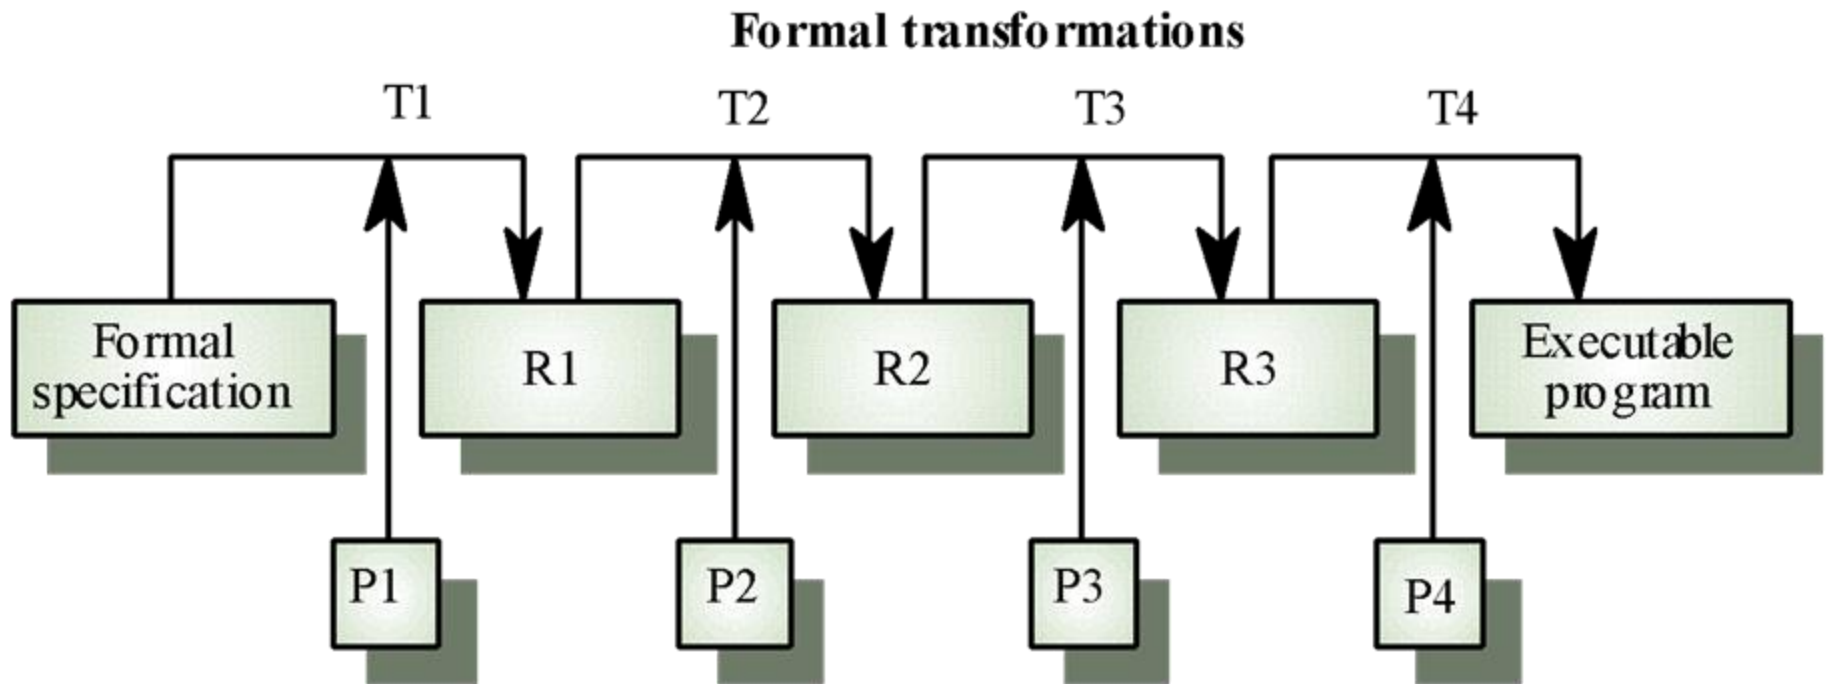 Formal transformations
T1
T2
T3
T4
Formal
specification
R1
R2
R3
Executable
program
P1
P2
P3
P4